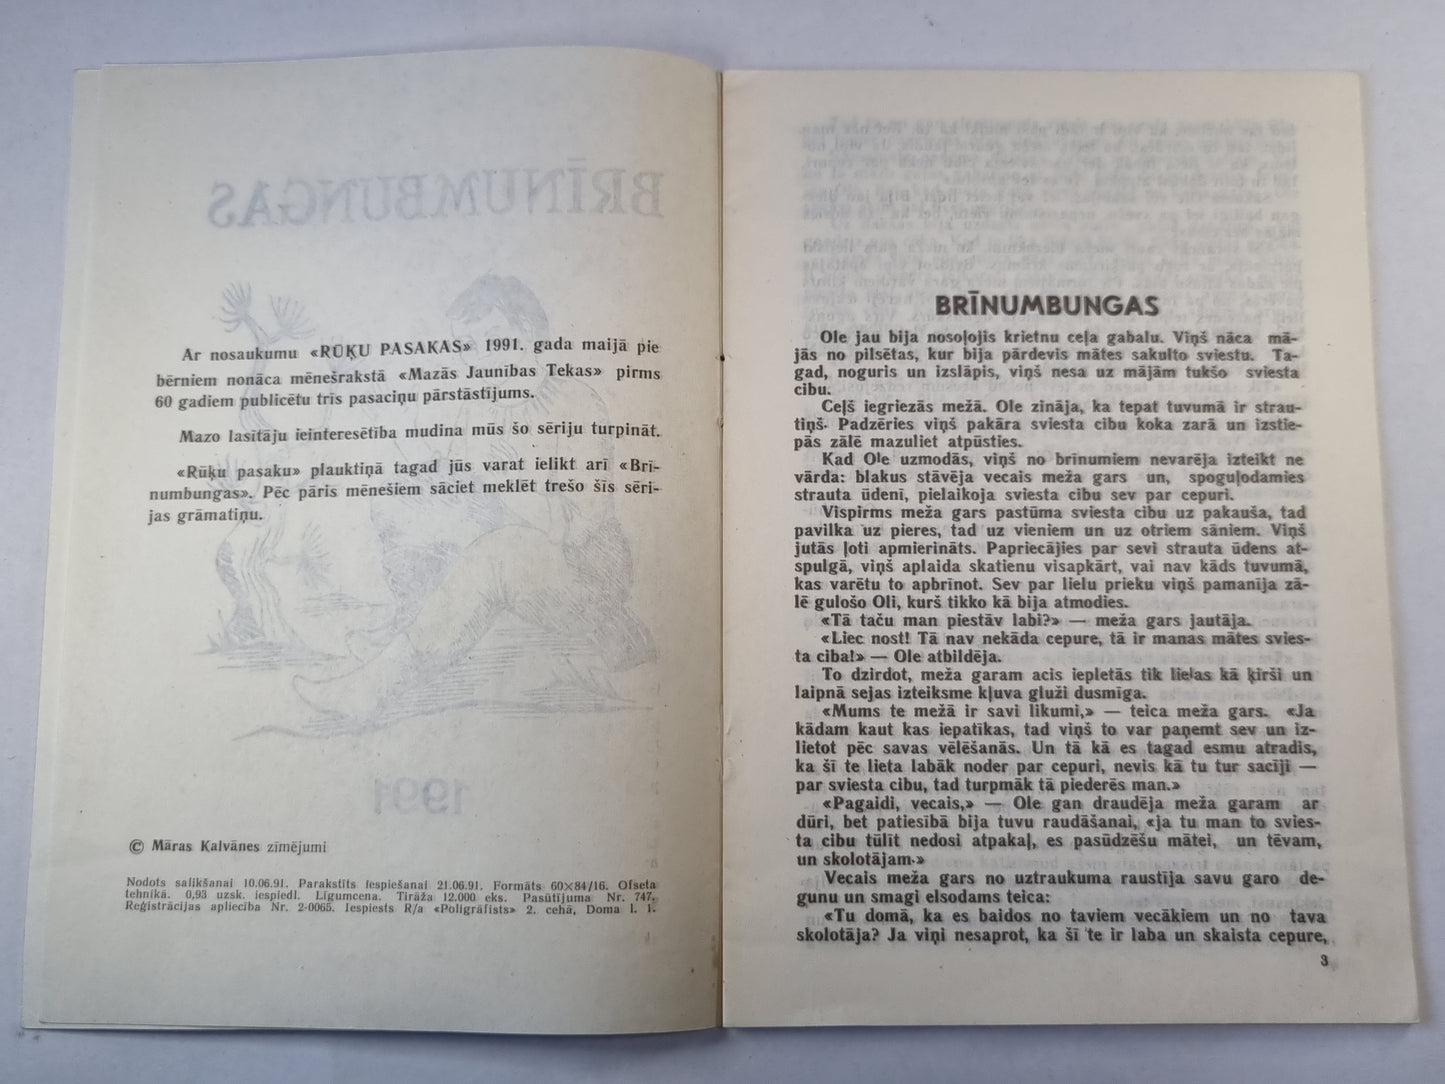 Ar nosaukumu «RŪĶU PASAKAS» 1991. gada maijā pie
bērniem nonāca mēnešrakstā «Mazās Jaunības Tekas» pirms
60 gadiem publicētu trīs pasaciņu pārstāstījums.
Mazo lasītāju ieinteresētība mudina mūs šo sēriju turpināt.
«Rūķu pasaku» plauktiņā tagad jūs varat ielikt arī «Brī-
numbungas». Pēc pāris mēnešiem sāciet meklēt trešo šīs sēri-
jas grāmatiņu.
© Māras Kalvānes zīmējumi
Nodots salikšanai 10.06.91. Parakstīts iespiešanai 21.06.91. Formāts 60×84/16. Ofseta
tehnikā. 0,93 uzsk. iespiedl. Līgumcena. Tirāža 12.000 eks. Pasūtījuma Nr. 747.
Reģistrācijas apliecība Nr. 2-0065. Iespiests R/a «Poligrāfists» 2. cehā, Doma l. 1.
BRĪNUMBUNGAS
1991
BRĪNUMBUNGAS
Ole jau bija nosoļojis krietnu ceļa gabalu. Viņš nāca mā-
jās no pilsētas, kur bija pārdevis mātes sakulto sviestu. Ta-
gad, noguris un izslāpis, viņš nesa uz mājām tukšo sviesta
cibu.
Ceļš iegriezās mežā. Ole zināja, ka tepat tuvumā ir strau-
tiņš. Padzēries viņš pakāra sviesta cibu koka zarā un izstie-
pās zālē mazuliet atpūsties.
Kad Ole uzmodās, viņš no brīnumiem nevarēja izteikt ne
vārda: blakus stāvēja vecais meža gars un, spoguļodamies
strauta ūdenī, pielaikoja sviesta cibu sev par cepuri.
Vispirms meža gars pastūma sviesta cibu uz pakauša, tad
pavilka uz pieres, tad uz vieniem un uz otriem sāniem. Viņš
jutās ļoti apmierināts. Papriecājies par sevi strauta ūdens at-
spulgā, viņš aplaida skatienu visapkārt, vai nav kāds tuvumā,
kas varētu to apbrīnot. Sev par lielu prieku viņš pamanīja zā-
lē gulošo Oli, kurš tikko kā bija atmodies.
«Tā taču man piestāv labi?» — meža gars jautāja.
«Liec nost! Tā nav nekāda cepure, tā ir manas mātes svies-
ta ciba!» — Ole atbildēja.
To dzirdot, meža garam acis iepletās tik lielas kā ķirši un
laipnā sejas izteiksme kļuva gluži dusmīga.
«Mums te mežā ir savi likumi,» — teica meža gars. «Ja
kādam kaut kas iepatikas, tad viņš to var paņemt sev un iz-
lietot pēc savas vēlēšanās. Un tā kā es tagad esmu atradis,
ka šī te lieta labāk noder par cepuri, nevis kā tu tur sacīji —
par sviesta cibu, tad turpmāk tā piederēs man.»
«Pagaidi, vecais,» — Ole gan draudēja meža garam ar
dūri, bet patiesībā bija tuvu raudāšanai, «ja tu man to svies-
ta cibu tūlīt nedosi atpakaļ, es pasūdzēšu mātei, un tēvam,
un skolotājam.»
Vecais meža gars no uztraukuma raustīja savu garo de-
gunu un smagi elsodams teica:
«Tu domā, ka es baidos no taviem vecākiem un no tava
skolotāja? Ja viņi nesaprot, ka šī te ir laba un skaista cepure,
3